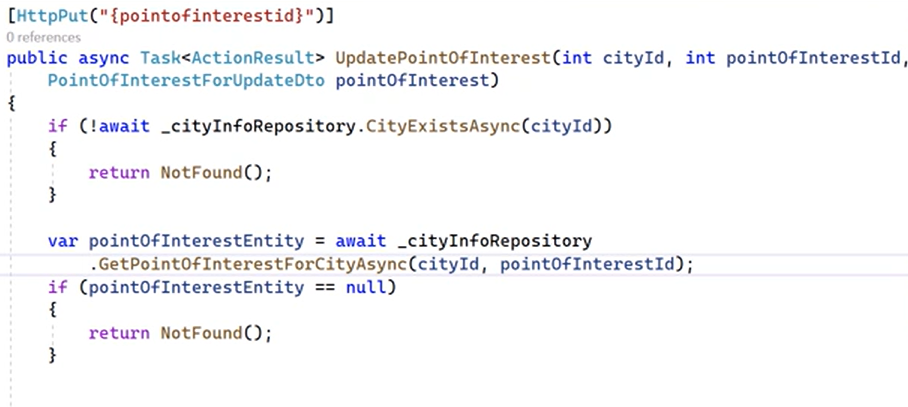 [HttpPut("{pointofinterestid}")]
0 references
public async Task<ActionResult> UpdatePointOfInterest(int cityId, int pointOfInterestId,
    PointOfInterestForUpdateDto pointOfInterest)
{
    if (!await _cityInfoRepository.CityExistsAsync(cityId))
    {
        return NotFound();
    }

    var pointOfInterestEntity = await _cityInfoRepository
        .GetPointOfInterestForCityAsync(cityId, pointOfInterestId);
    if (pointOfInterestEntity == null)
    {
        return NotFound();
    }